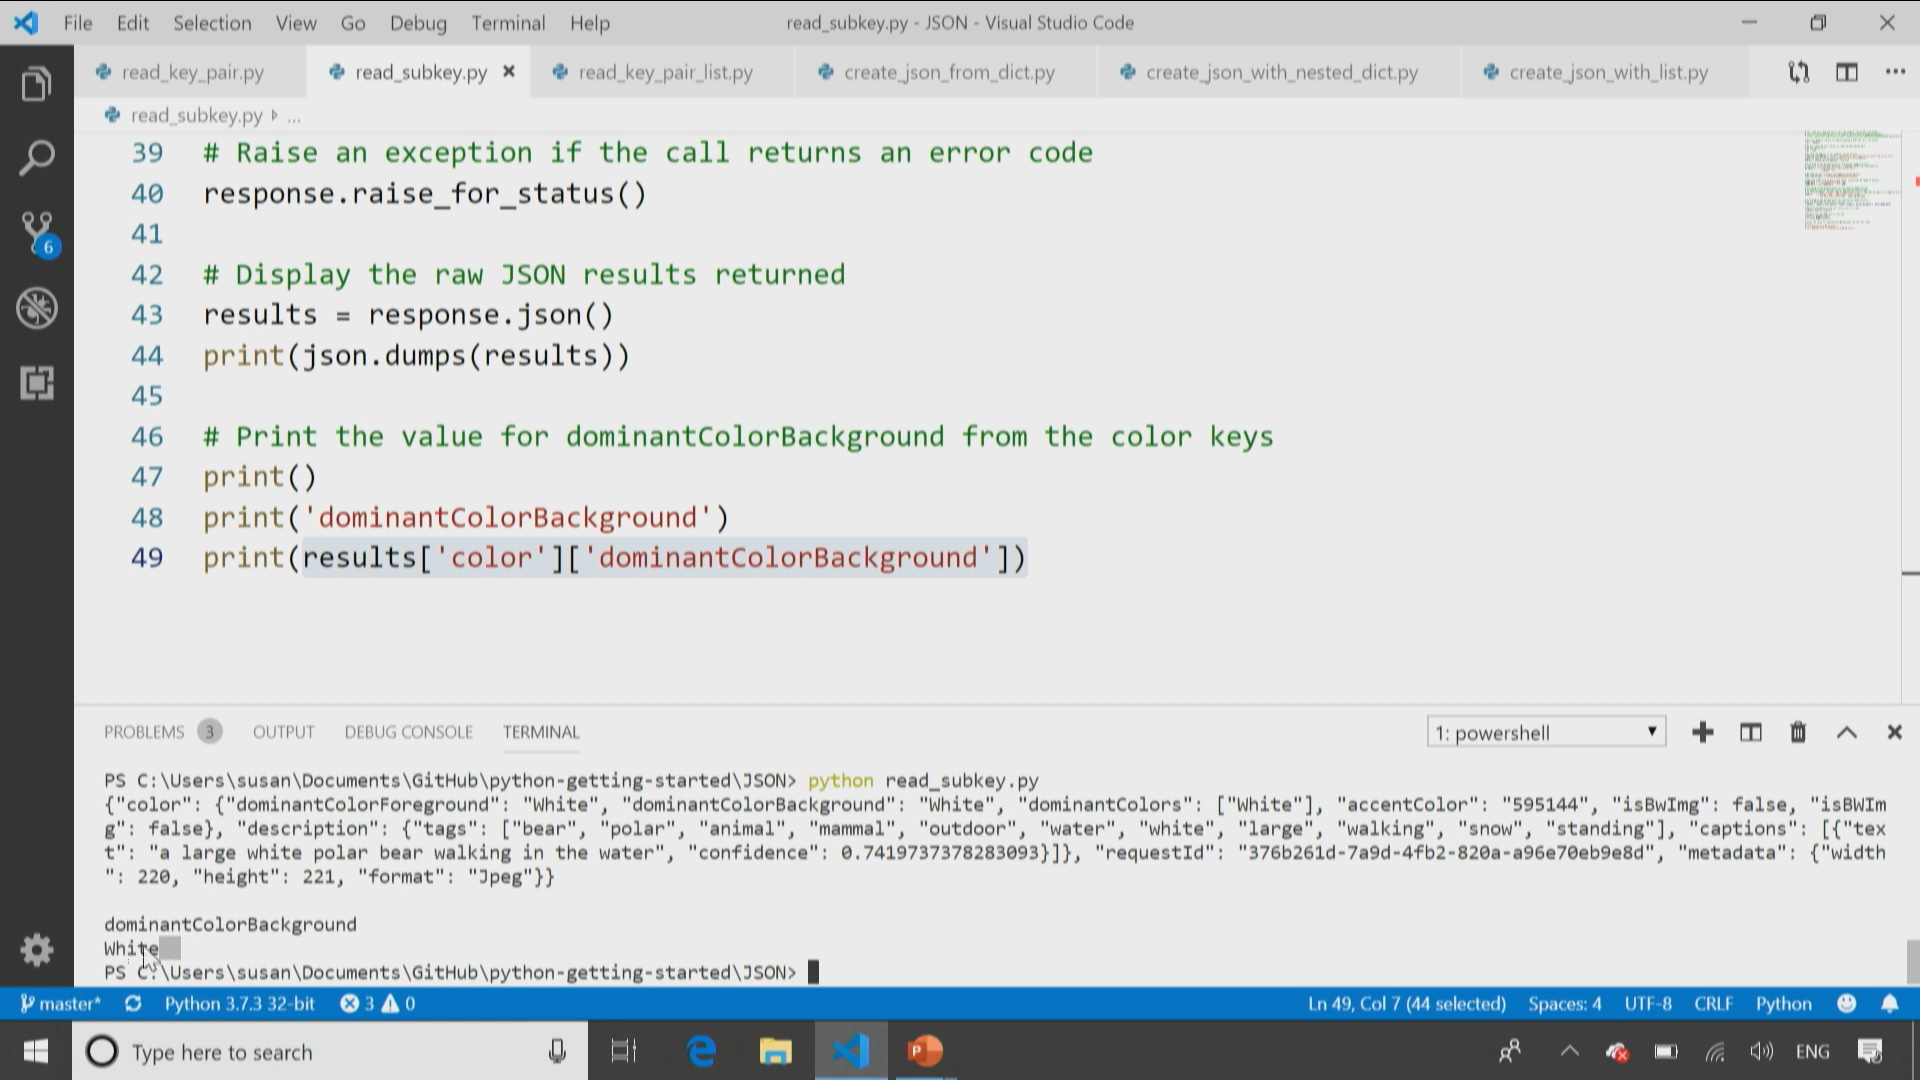 File Edit Selection View Go Debug Terminal Help read_subkey.py - JSON - Visual Studio Code
read_key_pair.py read_subkey.py read_key_pair_list.py create_json_from_dict.py create_json_with_nested_dict.py create_json_with_list.py
read_subkey.py ...
39 # Raise an exception if the call returns an error code
40 response.raise_for_status()
41
42 # Display the raw JSON results returned
43 results = response.json()
44 print(json.dumps(results))
45
46 # Print the value for dominantColorBackground from the color keys
47 print()
48 print('dominantColorBackground')
49 print(results['color']['dominantColorBackground'])
6
PROBLEMS 3 OUTPUT DEBUG CONSOLE TERMINAL 1: powershell
PS C:\Users\susan\Documents\GitHub\python-getting-started\JSON> python read_subkey.py
{"color": {"dominantColorForeground": "White", "dominantColorBackground": "White", "dominantColors": ["White"], "accentColor": "595144", "isBwImg": false, "isBWIm
g": false}, "description": {"tags": ["bear", "polar", "animal", "mammal", "outdoor", "water", "white", "large", "walking", "snow", "standing"], "captions": [{"tex
t": "a large white polar bear walking in the water", "confidence": 0.7419737378283093}]}, "requestId": "376b261d-7a9d-4fb2-820a-a96e70eb9e8d", "metadata": {"width
": 220, "height": 221, "format": "Jpeg"}}
dominantColorBackground
White
PS C:\Users\susan\Documents\GitHub\python-getting-started\JSON>
master* Python 3.7.3 32-bit 3 0 Ln 49, Col 7 (44 selected) Spaces: 4 UTF-8 CRLF Python
Type here to search P ENG